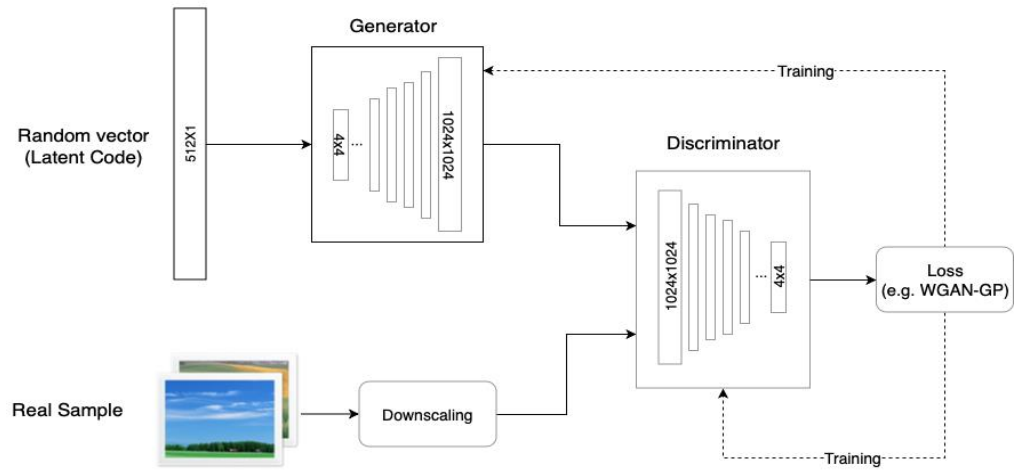 Generator
Training
512X1
4x4
...
1024x1024
Random vector
(Latent Code)
Discriminator
1024x1024
...
4x4
Loss
(e.g. WGAN-GP)
Real Sample
Downscaling
Training